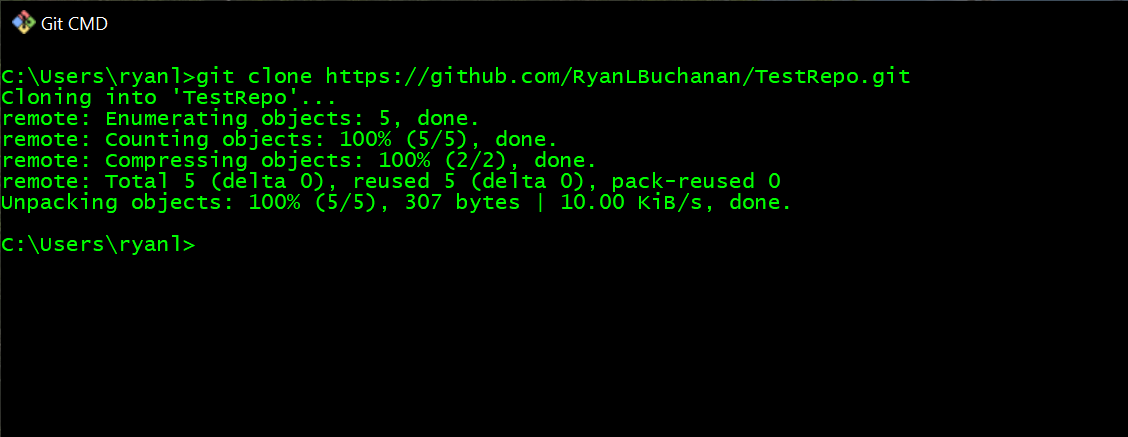 Git CMD
C:\Users\ryanl>git clone https://github.com/RyanLBuchanan/TestRepo.git
Cloning into 'TestRepo'...
remote: Enumerating objects: 5, done.
remote: Counting objects: 100% (5/5), done.
remote: Compressing objects: 100% (2/2), done.
remote: Total 5 (delta 0), reused 5 (delta 0), pack-reused 0
Unpacking objects: 100% (5/5), 307 bytes | 10.00 KiB/s, done.
C:\Users\ryanl>